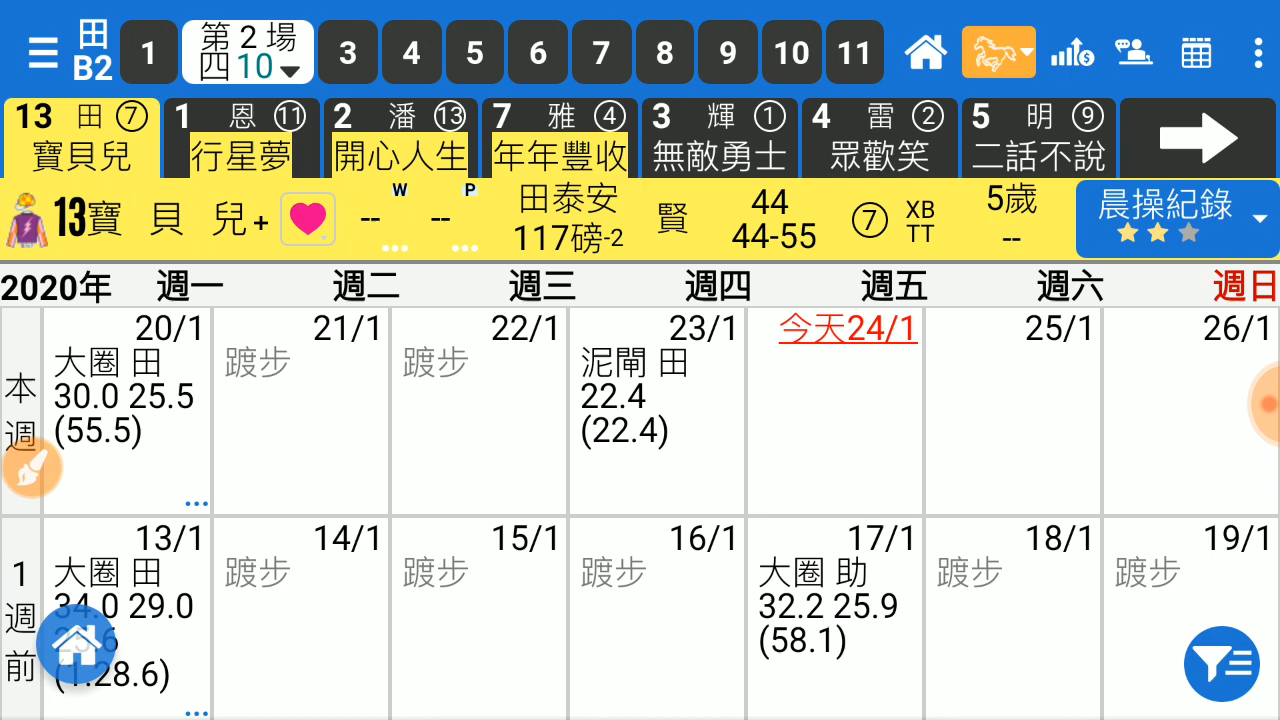 田 B2
1
第 2 場
四 10
3 4 5 6 7 8 9 10 11
13 田 7
寶貝兒
1 恩 11
行星夢
2 潘 13
開心人生
7 雅 4
年年豐收
3 輝 1
無敵勇士
4 雷 2
眾歡笑
5 明 9
二話不說
13 寶貝兒+
W
--
...
P
--
...
田泰安
117磅-2
賢
44
44-55
7
XB
TT
5歲
--
晨操紀錄
2020年 週一 週二 週三 週四 週五 週六 週日
本週
20/1
大圈 田
30.0 25.5
(55.5)
...
21/1
踱步
22/1
踱步
23/1
泥閘 田
22.4
(22.4)
今天24/1
25/1
26/1
1週前
13/1
大圈 田
34.0 29.0
(1:28.6)
...
14/1
踱步
15/1
踱步
16/1
踱步
17/1
大圈 助
32.2 25.9
(58.1)
18/1
踱步
19/1
踱步